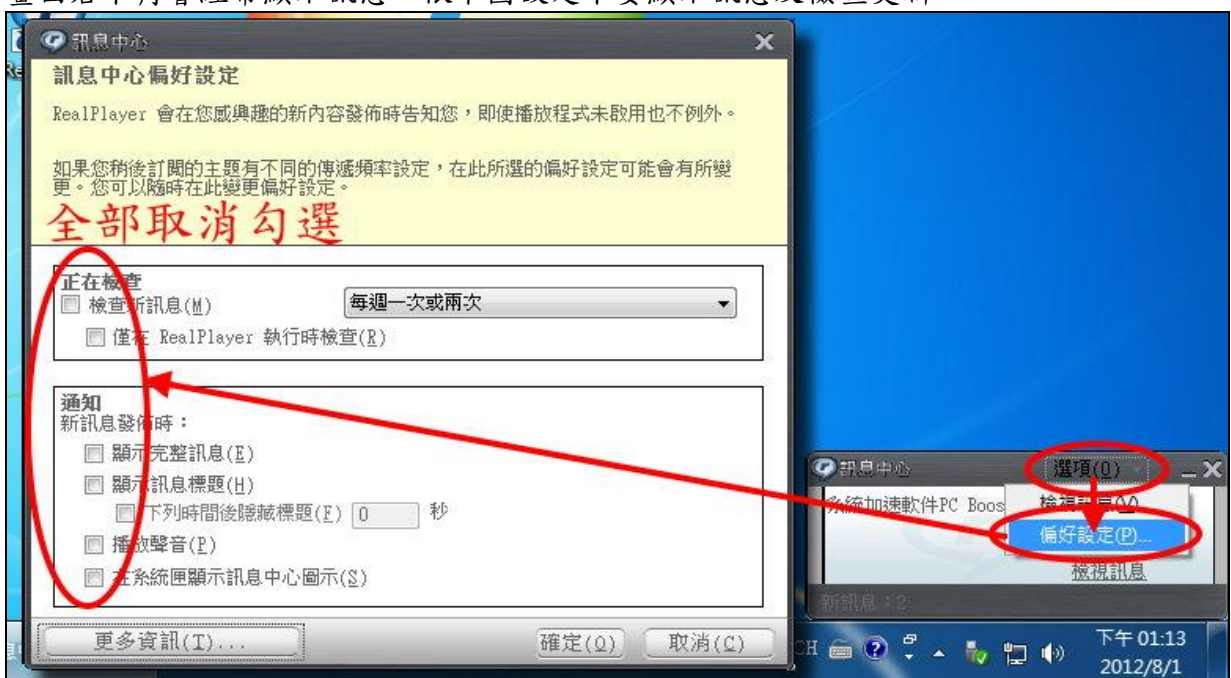 訊息中心
訊息中心偏好設定
RealPlayer 會在您感興趣的新內容發佈時告知您，即使播放程式未啟用也不例外。
如果您稍後訂閱的主題有不同的傳遞頻率設定，在此所選的偏好設定可能會有所變
更。您可以隨時在此變更偏好設定。
全部取消勾選
正在檢查
檢查新訊息(M)
每週一次或兩次
僅在 RealPlayer 執行時檢查(R)
通知
新訊息發佈時：
顯示完整訊息(E)
顯示訊息標題(H)
下列時間後隱藏標題(F) 0 秒
播放聲音(P)
在系統匣顯示訊息中心圖示(S)
更多資訊(I)...
確定(O)
取消(C)
訊息中心
選項(O)
系統加速軟件PC Boos
檢視訊息(V)
偏好設定(P)...
檢視訊息
新訊息：2
CH
下午 01:13
2012/8/1